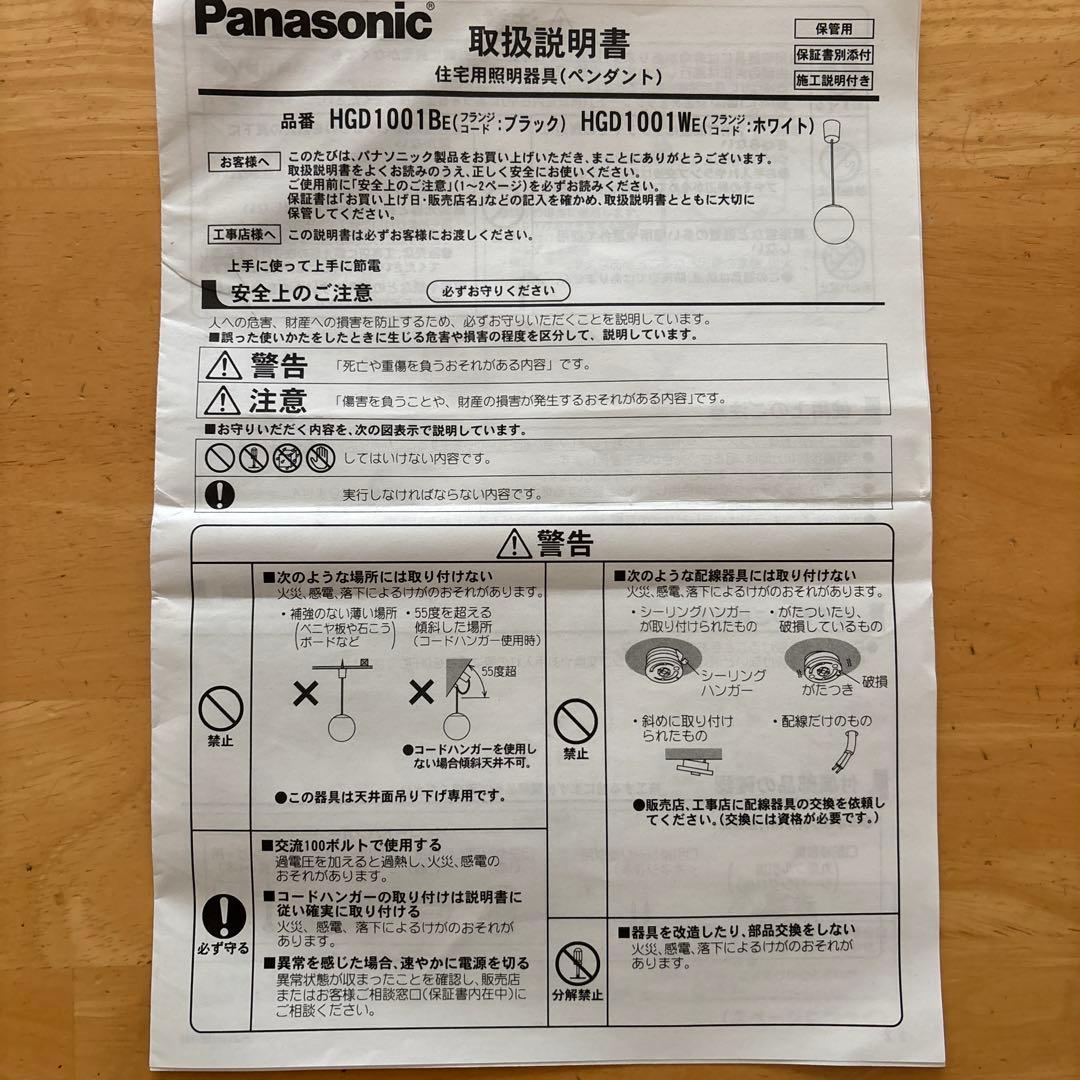 Panasonic®
取扱説明書
住宅用照明器具(ペンダント)
保管用
保証書別添付
施工説明付き
品番 HGD1001BE(フランジ コード:ブラック) HGD1001WE(フランジ コード:ホワイト)
お客様へ
このたびは、パナソニック製品をお買い上げいただき、まことにありがとうございます。
取扱説明書をよくお読みのうえ、正しく安全にお使いください。
ご使用前に「安全上のご注意」(1〜2ページ)を必ずお読みください。
保証書は「お買い上げ日・販売店名」などの記入を確かめ、取扱説明書とともに大切に
保管してください。
工事店様へ この説明書は必ずお客様にお渡しください。
上手に使って上手に節電
安全上のご注意 必ずお守りください
人への危害、財産への損害を防止するため、必ずお守りいただくことを説明しています。
■誤った使いかたをしたときに生じる危害や損害の程度を区分して、説明しています。
警告 「死亡や重傷を負うおそれがある内容」です。
注意 「傷害を負うことや、財産の損害が発生するおそれがある内容」です。
■お守りいだだく内容を、次の図表示で説明しています。
してはいけない内容です。
実行しなければならない内容です。
警告
禁止
■次のような場所には取り付けない
火災、感電、落下によるけがのおそれがあります。
・補強のない薄い場所
(ベニヤ板や石こう
ボードなど)
・55度を超える
傾斜した場所
(コードハンガー使用時)
55度超
●コードハンガーを使用し
ない場合傾斜天井不可。
●この器具は天井面吊り下げ専用です。
必ず守る
■交流100ボルトで使用する
過電圧を加えると過熱し、火災、感電の
おそれがあります。
■コードハンガーの取り付けは説明書に
従い確実に取り付ける
火災、感電、落下によるけがのおそれが
あります。
■異常を感じた場合、速やかに電源を切る
異常状態が収まったことを確認し、販売店
またはお客様ご相談窓口(保証書内在中)に
ご相談ください。
禁止
■次のような配線器具には取り付けない
火災、感電、落下によるけがのおそれがあります。
・シーリングハンガー
が取り付けられたもの
・がたついたり、
破損しているもの
シーリング
ハンガー
がたつき
破損
・斜めに取り付け
られたもの
・配線だけのもの
●販売店、工事店に配線器具の交換を依頼し
てください。(交換には資格が必要です。)
分解禁止
■器具を改造したり、部品交換をしない
火災、感電、落下によるけがのおそれが
あります。